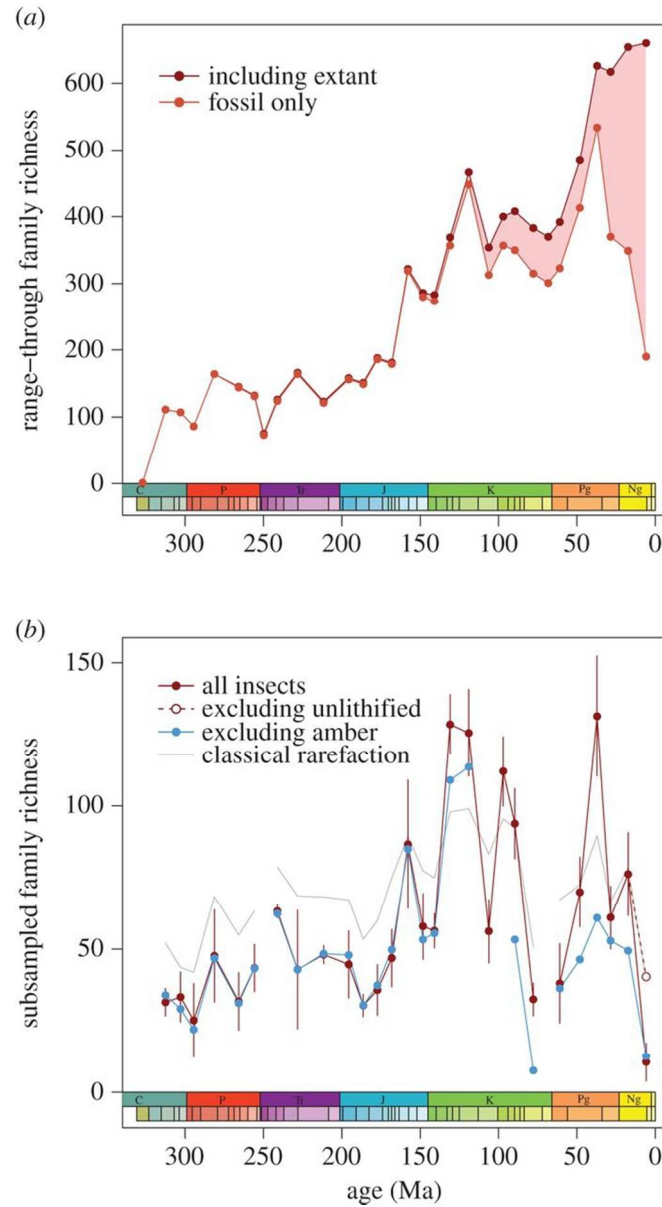 (a)
including extant
fossil only
600
500
400
300
200
100
0
range–through family richness
C P Tr J K Pg Ng
300 250 200 150 100 50 0
(b)
150
all insects
excluding unlithified
excluding amber
classical rarefaction
100
50
0
subsampled family richness
C P Tr J K Pg Ng
300 250 200 150 100 50 0
age (Ma)